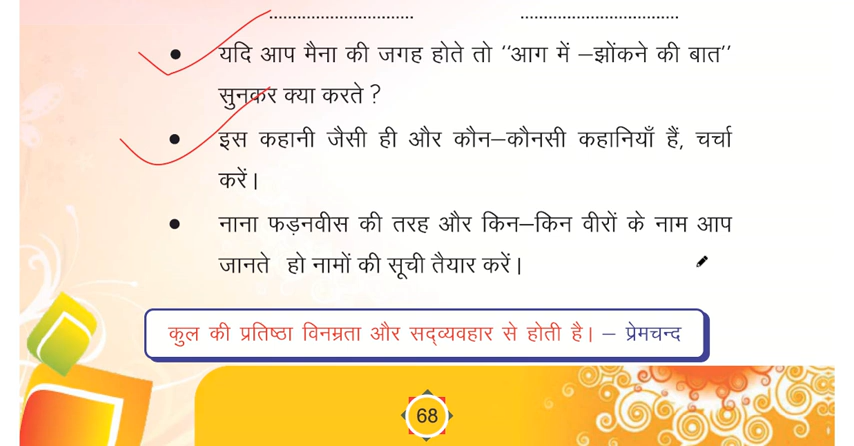 ................................ ...................................
● यदि आप मैना की जगह होते तो ''आग में –झोंकने की बात''
सुनकर क्या करते ?
● इस कहानी जैसी ही और कौन–कौनसी कहानियाँ हैं, चर्चा
करें।
● नाना फड़नवीस की तरह और किन–किन वीरों के नाम आप
जानते हो नामों की सूची तैयार करें।
कुल की प्रतिष्ठा विनम्रता और सद्व्यवहार से होती है। – प्रेमचन्द
68